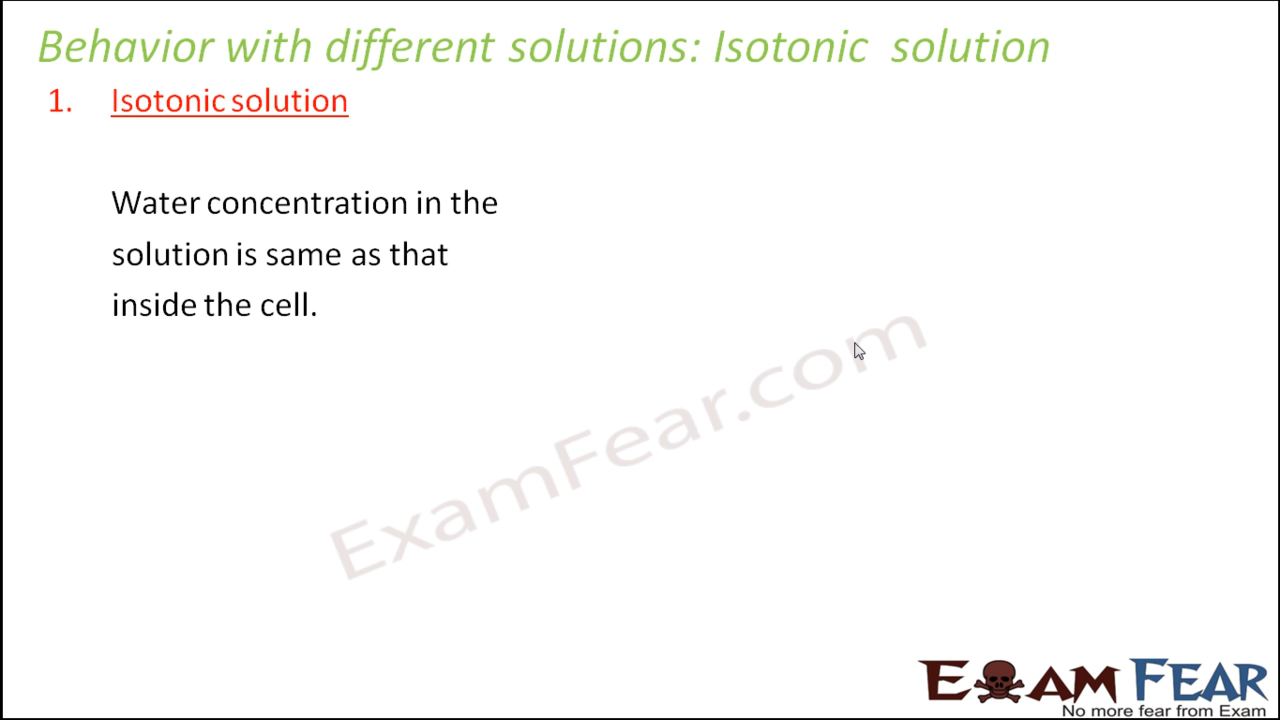 Behavior with different solutions: Isotonic solution
1. Isotonic solution
Water concentration in the
solution is same as that
inside the cell.
ExamFear.com
EXAM FEAR
No more fear from Exam